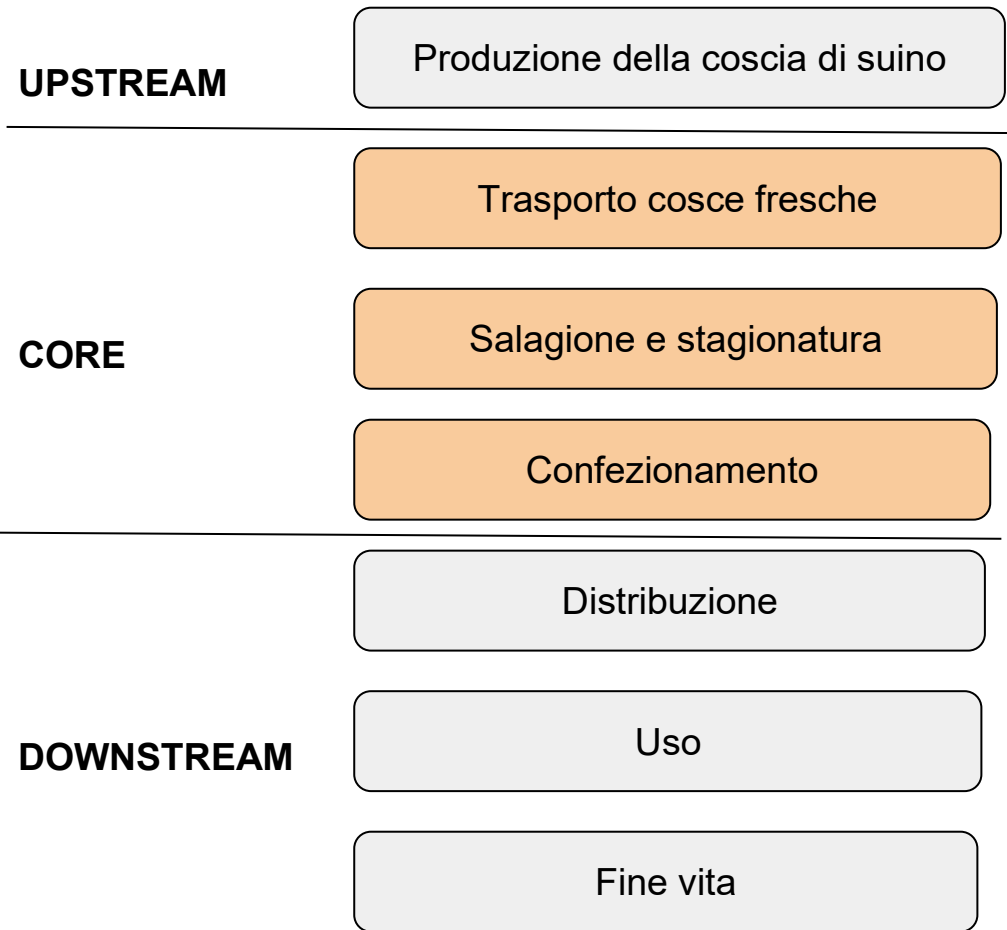 UPSTREAM
Produzione della coscia di suino
Trasporto cosce fresche
CORE
Salagione e stagionatura
Confezionamento
Distribuzione
DOWNSTREAM
Uso
Fine vita